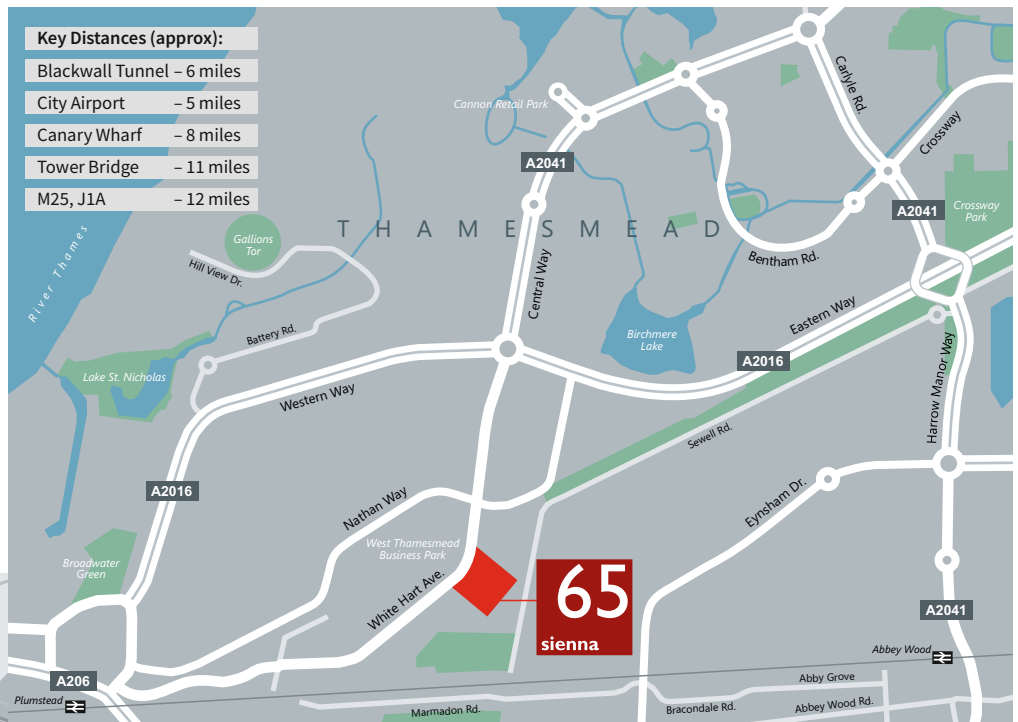 Key Distances (approx):
Blackwall Tunnel – 6 miles
City Airport – 5 miles
Canary Wharf – 8 miles
Tower Bridge – 11 miles
M25, J1A – 12 miles
Carlyle Rd.
Cannon Retail Park
Crossway
A2041
A2041
Crossway
Park
THAMESMEAD
Gallions
Tor
Hill View Dr.
River Thames
Bentham Rd.
Central Way
Eastern Way
Battery Rd.
Birchmere
Lake
A2016
Lake St. Nicholas
Western Way
Harrow Manor Way
Sewell Rd.
A2016
Nathan Way
Eynsham Dr.
West Thamesmead
Business Park
Broadwater
Green
White Hart Ave.
65
sienna
A2041
Abbey Wood
A206
Plumstead
Abby Grove
Marmadon Rd.
Bracondale Rd.
Abbey Wood Rd.